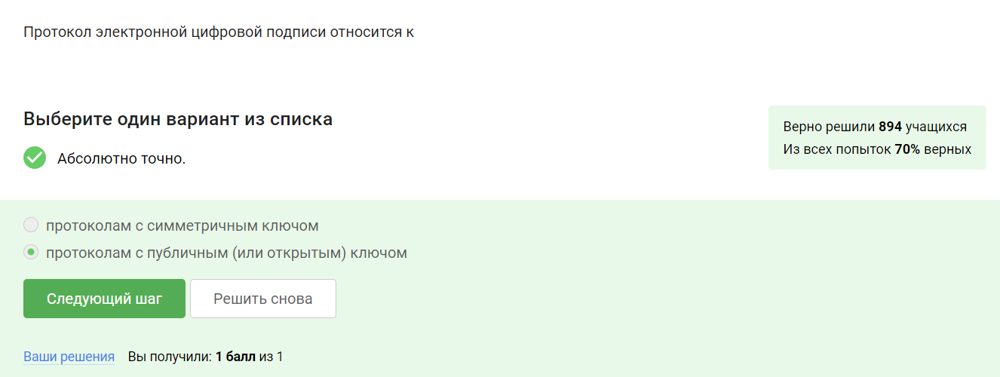 Протокол электронной цифровой подписи относится к
Выберите один вариант из списка
Абсолютно точно.
Верно решили 894 учащихся
Из всех попыток 70% верных
протоколам с симметричным ключом
протоколам с публичным (или открытым) ключом
Следующий шаг
Решить снова
Ваши решения Вы получили: 1 балл из 1